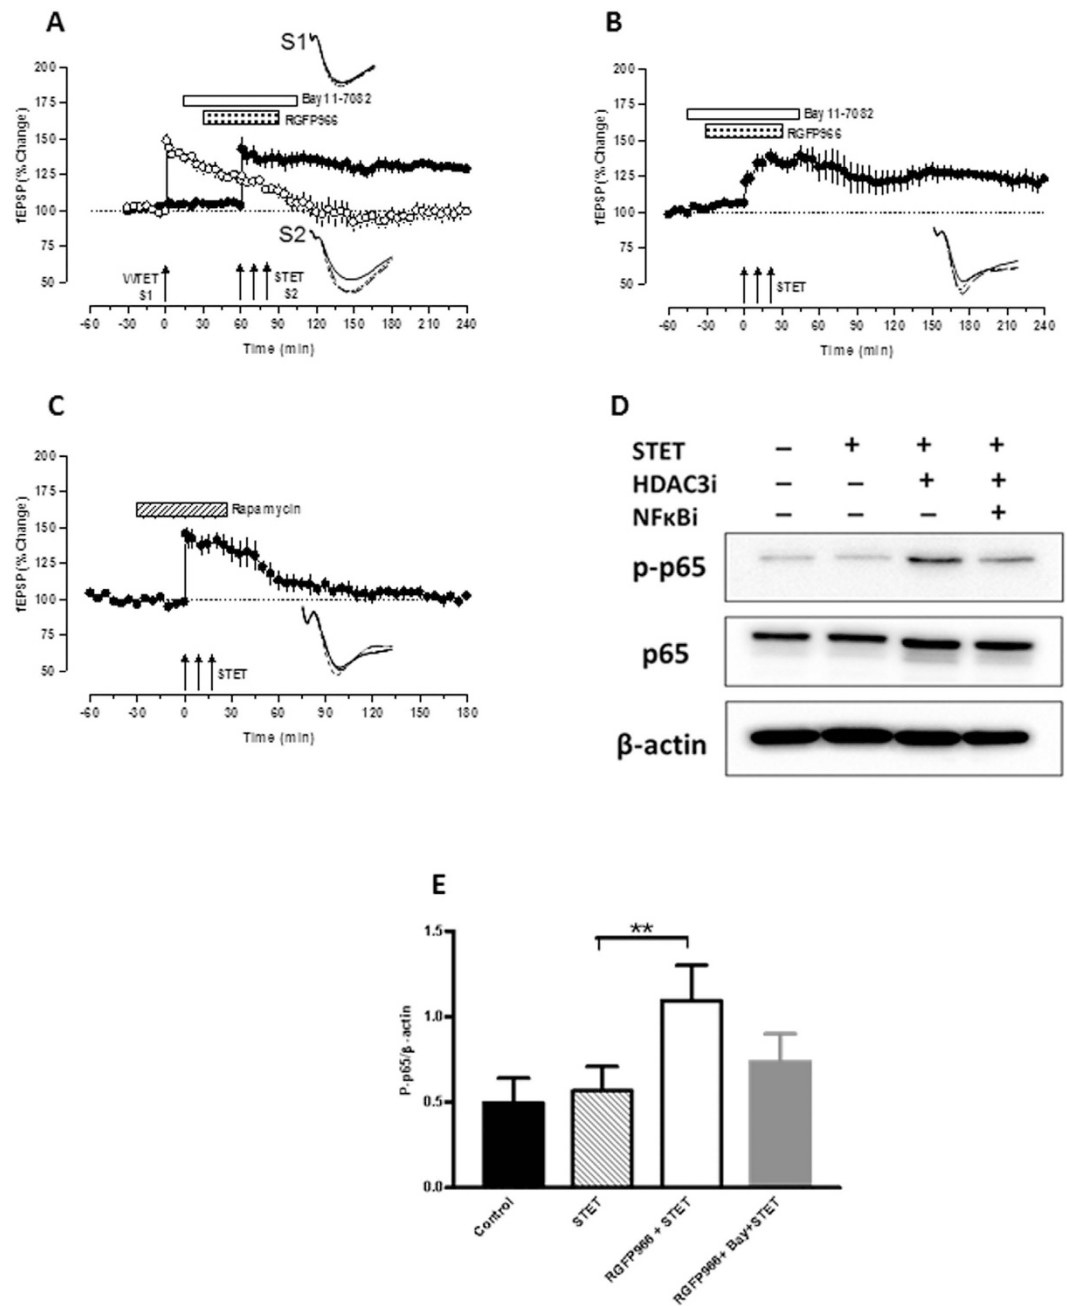 A
S1
200
175
150
125
100
75
50
fEPSP (% Change)
Bay11-7082
RGFP966
S2
WTET
S1
STET
S2
-60 -30 0 30 60 90 120 150 180 210 240
Time (min)
B
200
175
150
125
100
75
50
fEPSP (% Change)
Bay11-7082
RGFP966
STET
-60 -30 0 30 60 90 120 150 180 210 240
Time (min)
C
200
175
150
125
100
75
50
fEPSP (% Change)
Rapamycin
STET
-60 -30 0 30 60 90 120 150 180
Time (min)
D
STET – + + +
HDAC3i – – + +
NFκBi – – – +
p-p65
p65
β-actin
E
1.5
1.0
0.5
0.0
P-p65/β-actin
**
Control
STET
RGFP966 + STET
RGFP966+ Bay+STET